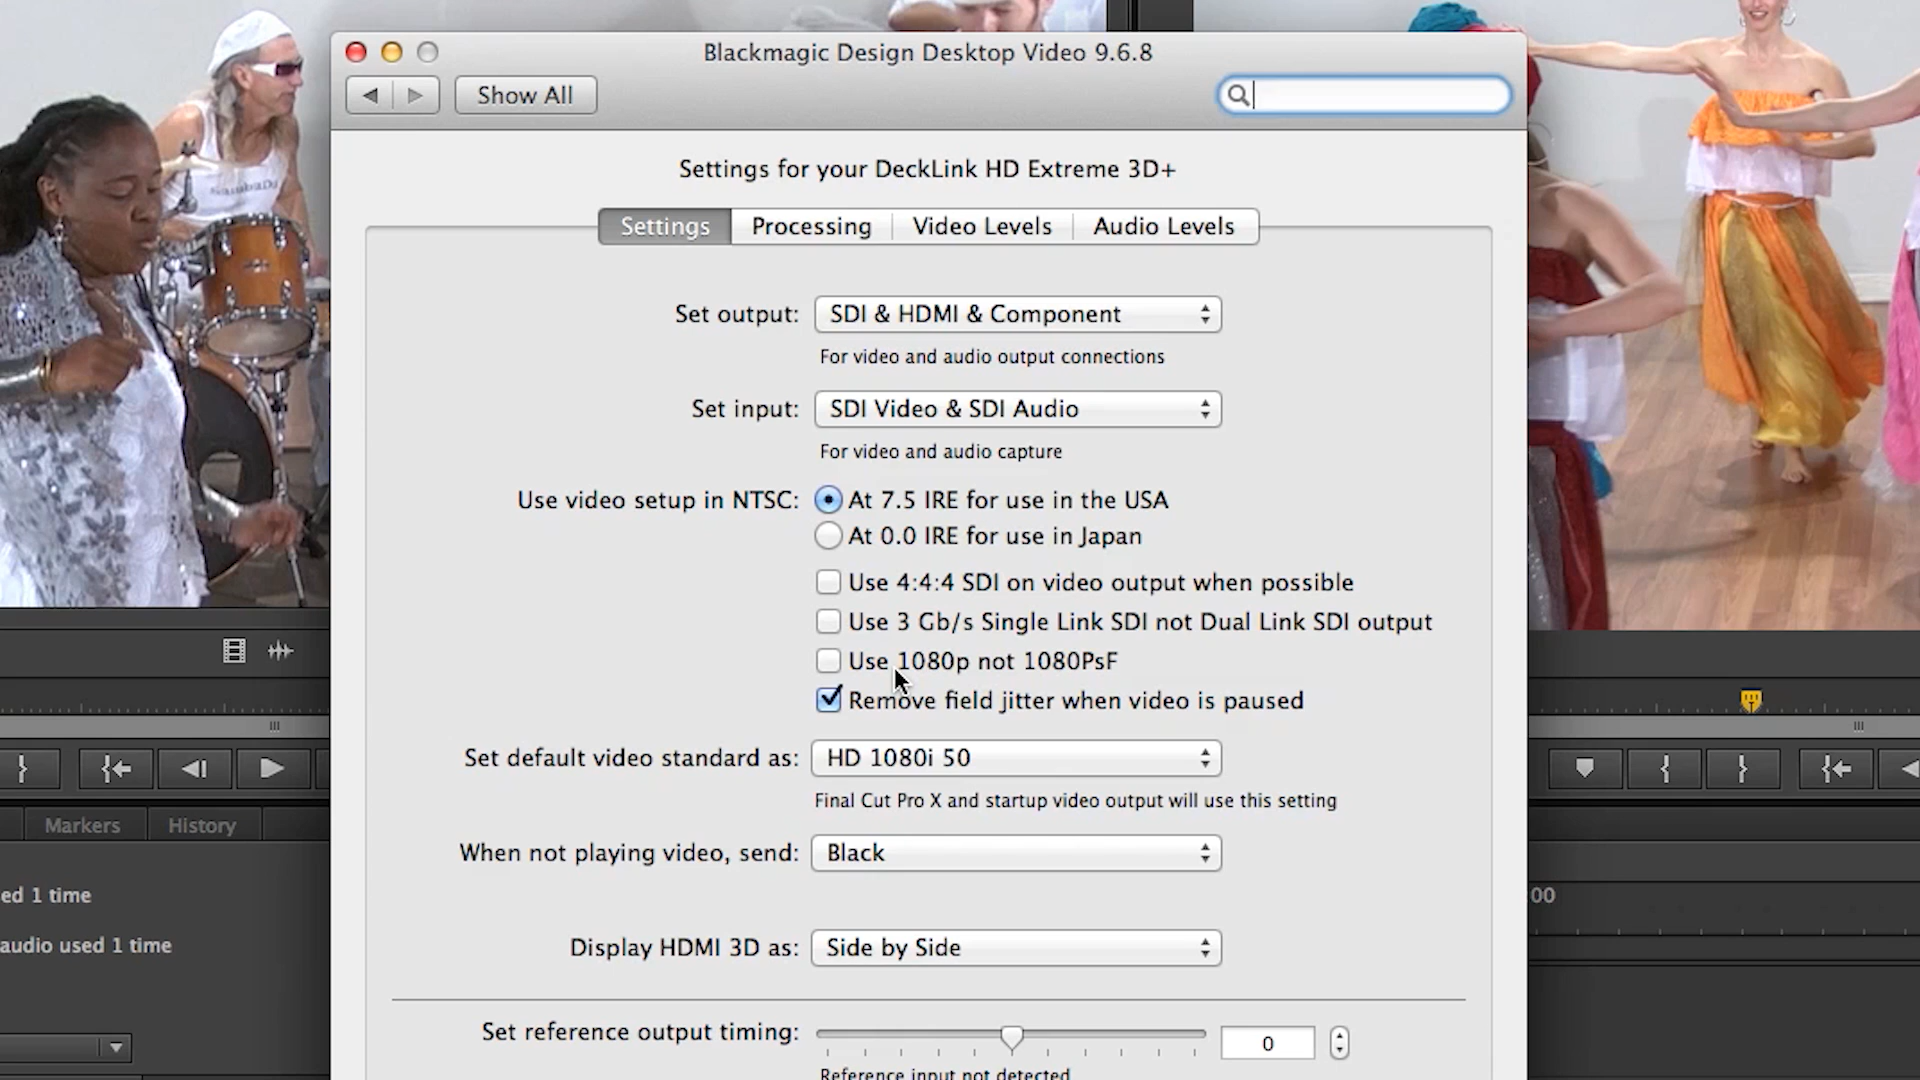 Blackmagic Design Desktop Video 9.6.8
Show All
Settings for your DeckLink HD Extreme 3D+
Settings Processing Video Levels Audio Levels
Set output: SDI & HDMI & Component
For video and audio output connections
Set input: SDI Video & SDI Audio
For video and audio capture
Use video setup in NTSC: At 7.5 IRE for use in the USA
At 0.0 IRE for use in Japan
Use 4:4:4 SDI on video output when possible
Use 3 Gb/s Single Link SDI not Dual Link SDI output
Use 1080p not 1080PsF
Remove field jitter when video is paused
Set default video standard as: HD 1080i 50
Final Cut Pro X and startup video output will use this setting
When not playing video, send: Black
Display HDMI 3D as: Side by Side
Set reference output timing: 0
Reference input not detected
Markers History
ed 1 time
audio used 1 time
00